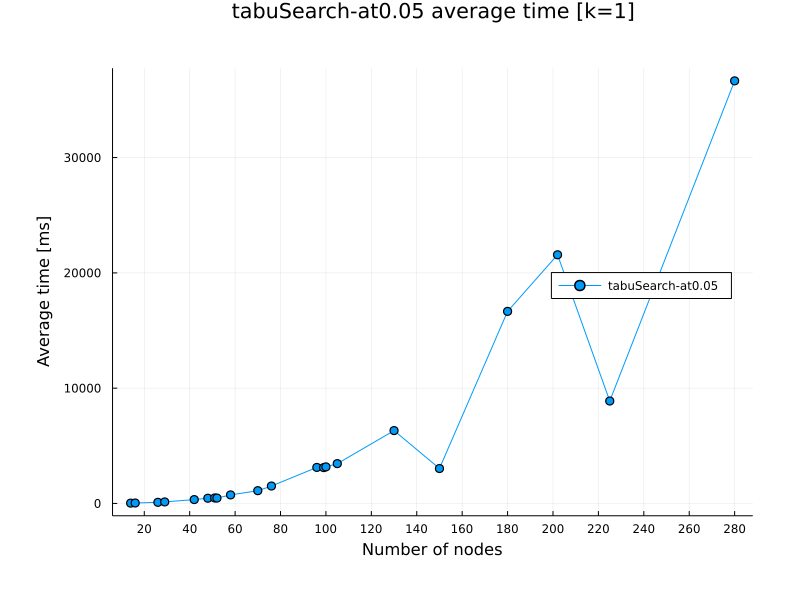 tabuSearch-at0.05 average time [k=1]
30000
20000
10000
0
Average time [ms]
tabuSearch-at0.05
20 40 60 80 100 120 140 160 180 200 220 240 260 280
Number of nodes